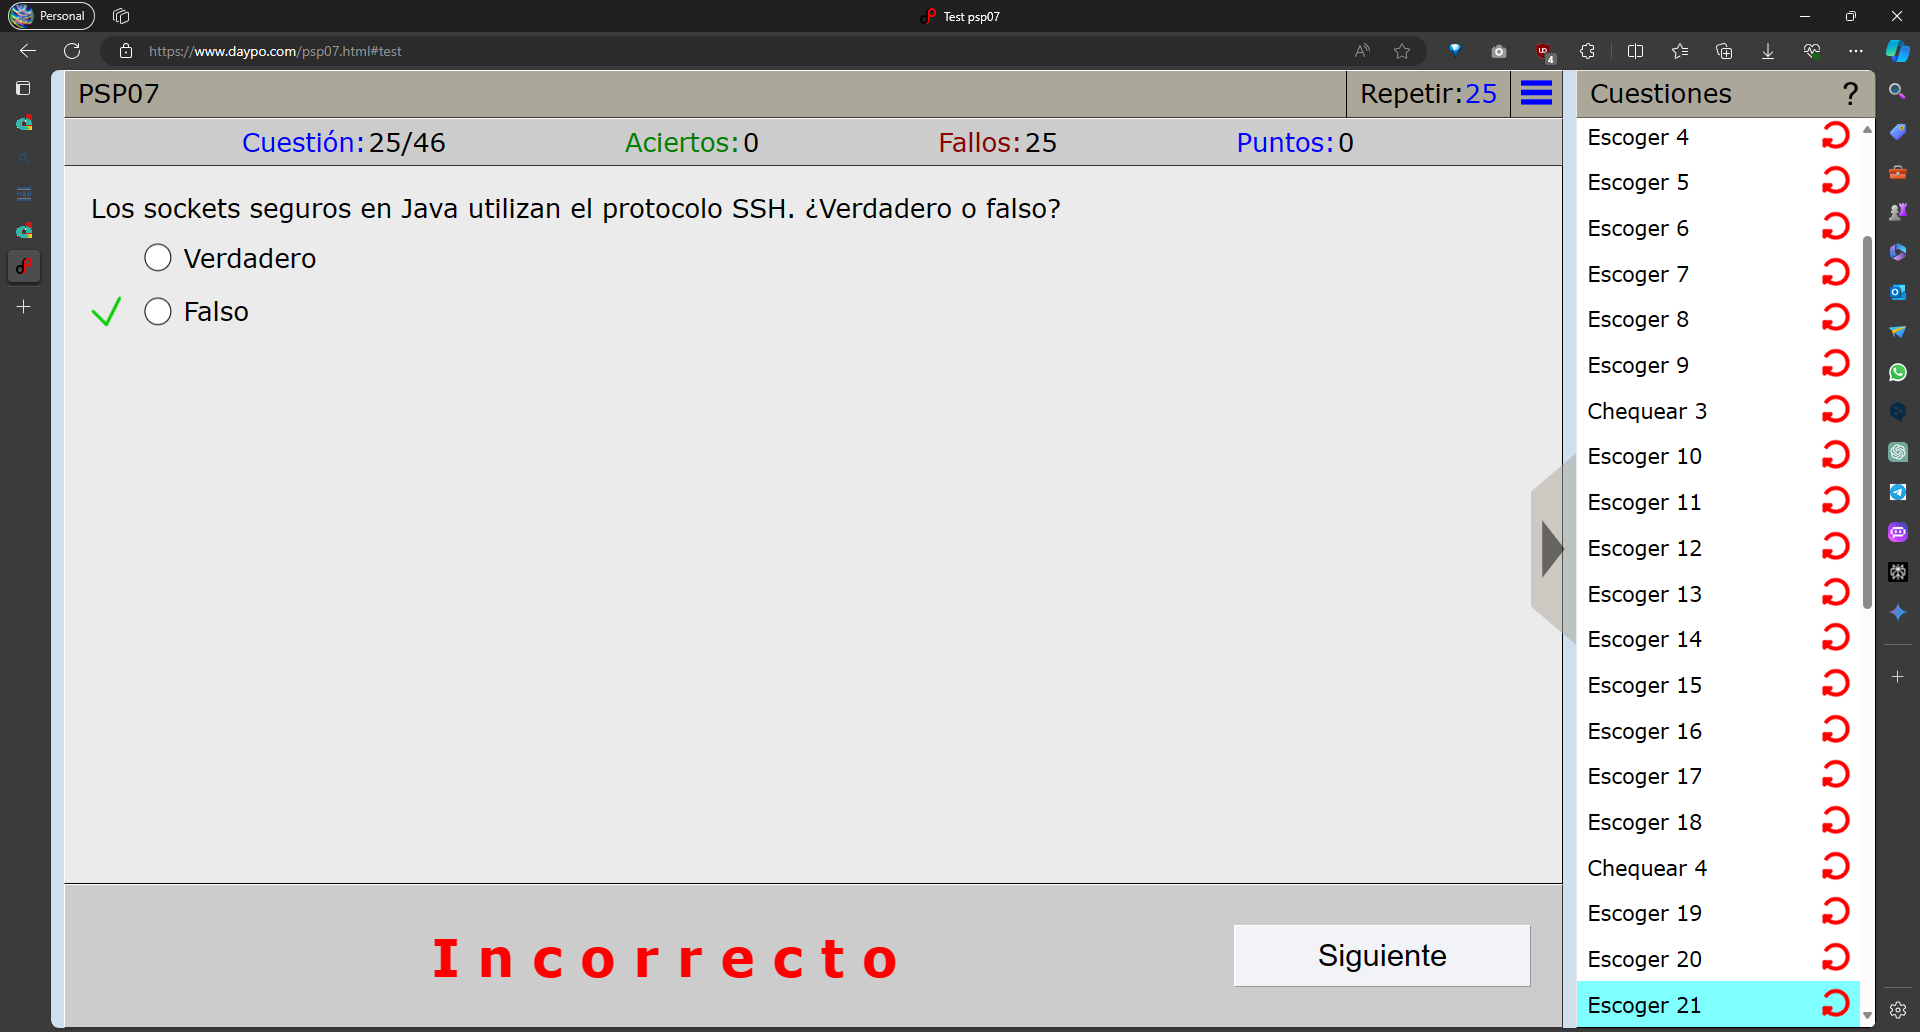 Personal
Test psp07
https://www.daypo.com/psp07.html#test
4
PSP07
Repetir:25
Cuestión:25/46
Aciertos:0
Fallos:25
Puntos:0
Los sockets seguros en Java utilizan el protocolo SSH. ¿Verdadero o falso?
Verdadero
Falso
Incorrecto
Siguiente
Cuestiones
?
Escoger 4
Escoger 5
Escoger 6
Escoger 7
Escoger 8
Escoger 9
Chequear 3
Escoger 10
Escoger 11
Escoger 12
Escoger 13
Escoger 14
Escoger 15
Escoger 16
Escoger 17
Escoger 18
Chequear 4
Escoger 19
Escoger 20
Escoger 21